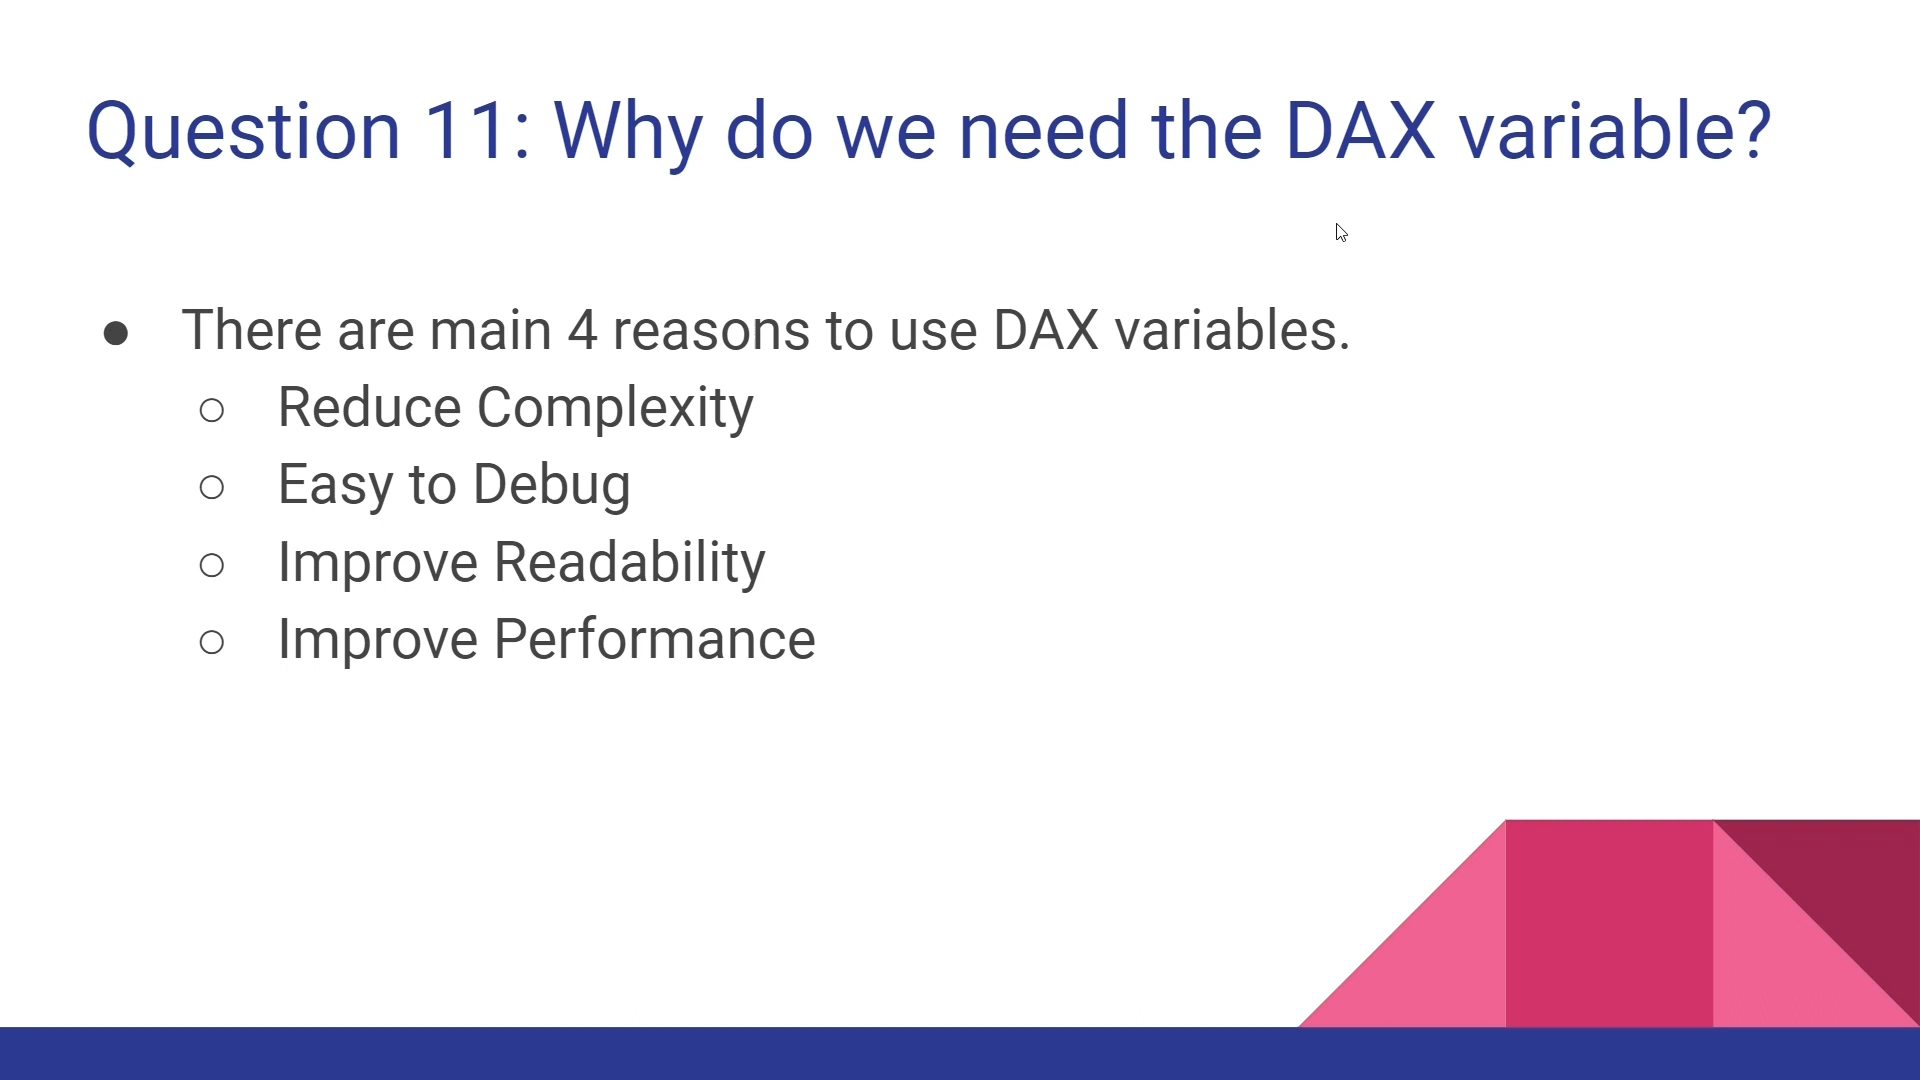 Question 11: Why do we need the DAX variable?
● There are main 4 reasons to use DAX variables.
○ Reduce Complexity
○ Easy to Debug
○ Improve Readability
○ Improve Performance